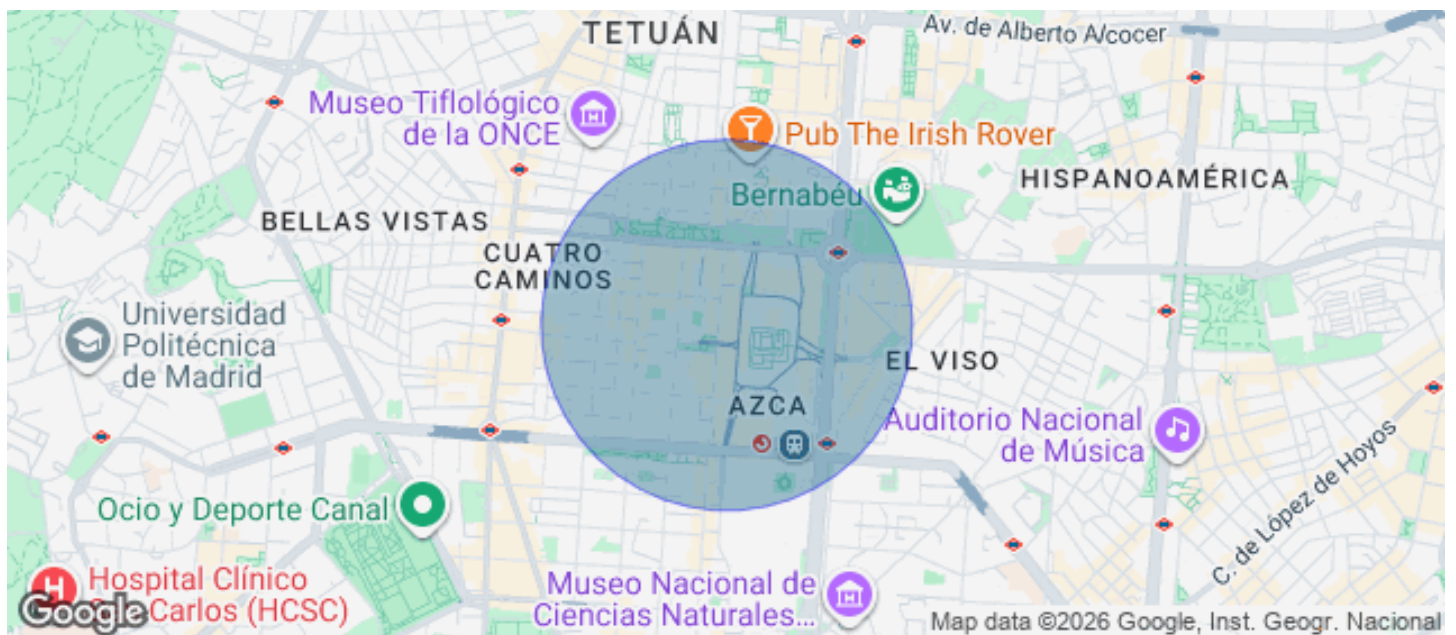 TETUÁN
Av. de Alberto Alcocer
Museo Tiflológico
de la ONCE
Pub The Irish Rover
Bernabéu
HISPANOAMÉRICA
BELLAS VISTAS
CUATRO
CAMINOS
Universidad
Politécnica
de Madrid
EL VISO
AZCA
Auditorio Nacional
de Música
C. de López de Hoyos
Ocio y Deporte Canal
Hospital Clínico
Carlos (HCSC)
Museo Nacional de
Ciencias Naturales...
Google
Map data ©2026 Google, Inst. Geogr. Nacional